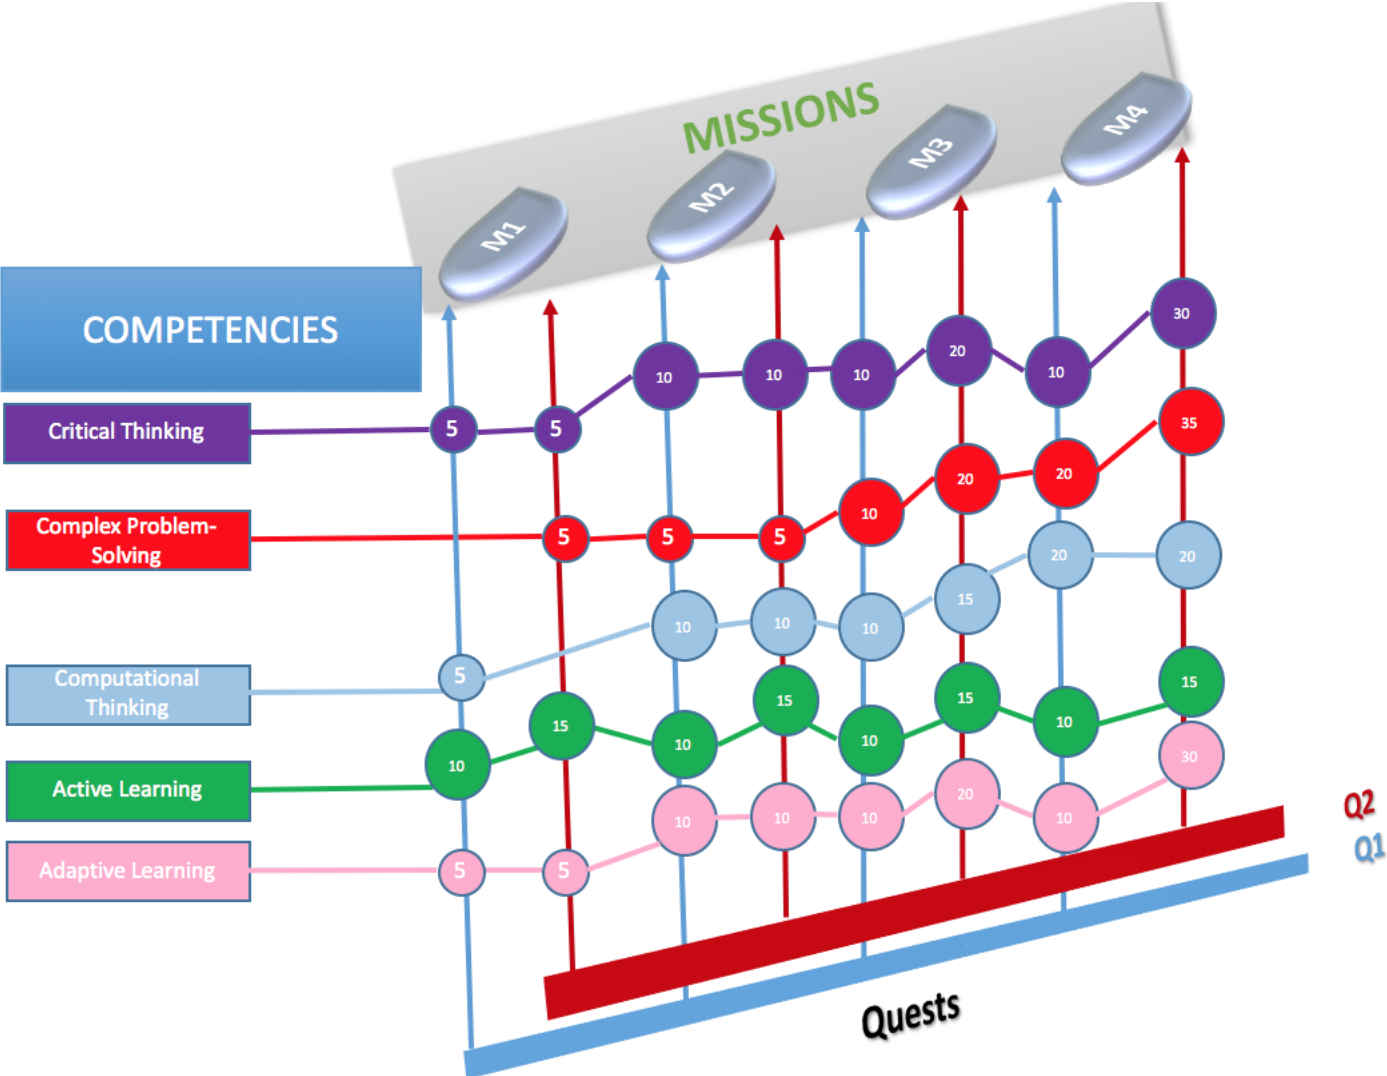 MISSIONS
M1
M2
M3
M4
COMPETENCIES
Critical Thinking
5
5
10
10
10
20
10
30
Complex Problem-
Solving
5
5
5
10
20
20
35
Computational
Thinking
5
10
10
10
15
20
20
Active Learning
10
15
10
15
10
15
10
15
Adaptive Learning
5
5
10
10
10
20
10
30
Q2
Q1
Quests